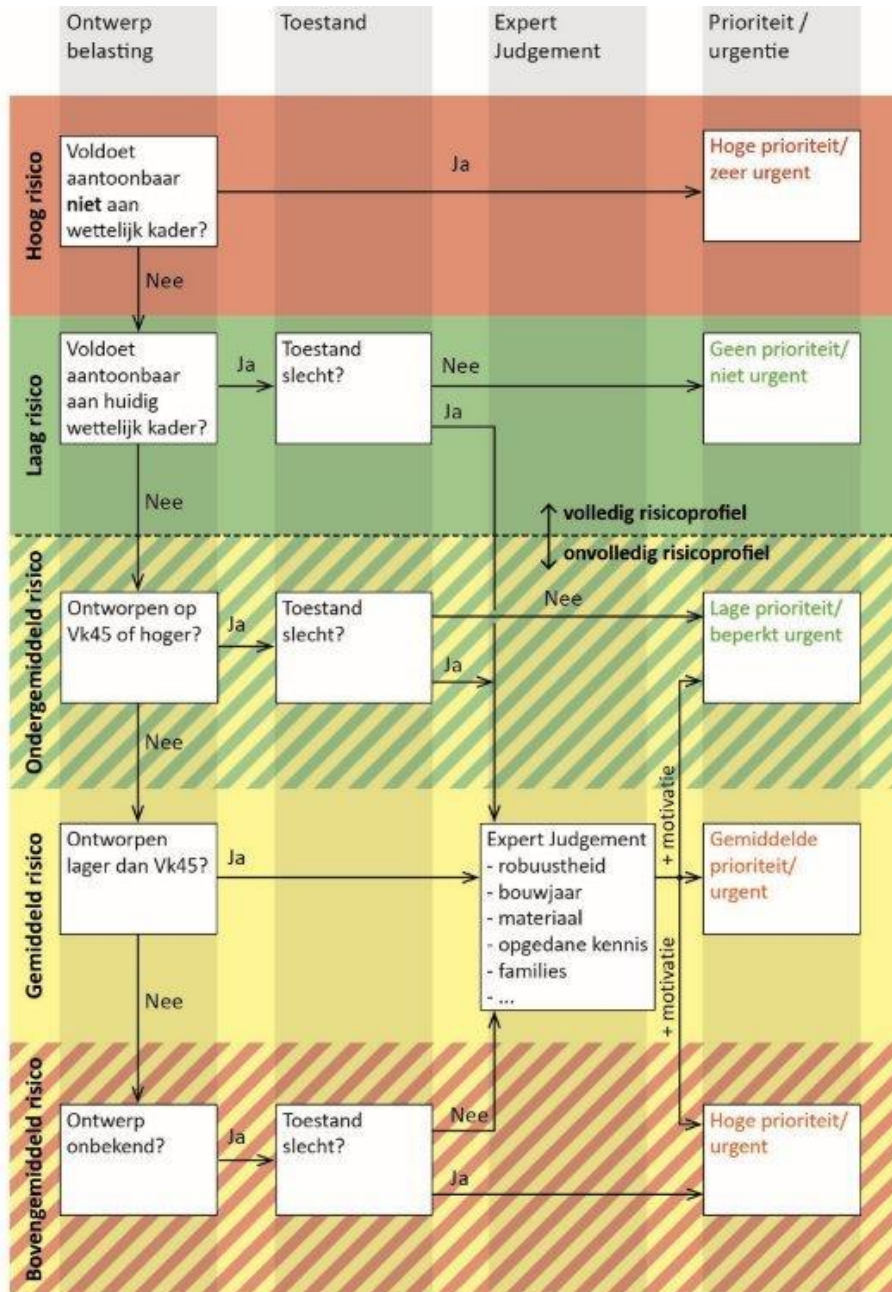 Ontwerp
belasting
Toestand
Expert
Judgement
Prioriteit /
urgentie
Hoog risico
Voldoet
aantoonbaar
niet aan
wettelijk kader?
Ja
Hoge prioriteit/
zeer urgent
Nee
Laag risico
Voldoet
aantoonbaar
aan huidig
wettelijk kader?
Ja
Toestand
slecht?
Nee
Ja
Geen prioriteit/
niet urgent
Nee
volledig risicoprofiel
onvolledig risicoprofiel
Ondergemiddeld risico
Ontworpen op
Vk45 of hoger?
Ja
Toestand
slecht?
Nee
Ja
Lage prioriteit/
beperkt urgent
Nee
Gemiddeld risico
Ontworpen
lager dan Vk45?
Ja
Expert Judgement
- robuustheid
- bouwjaar
- materiaal
- opgedane kennis
- families
- ...
+ motivatie
+ motivatie
Gemiddelde
prioriteit/
urgent
Nee
Bovengemiddeld risico
Ontwerp
onbekend?
Ja
Toestand
slecht?
Nee
Ja
Hoge prioriteit/
urgent